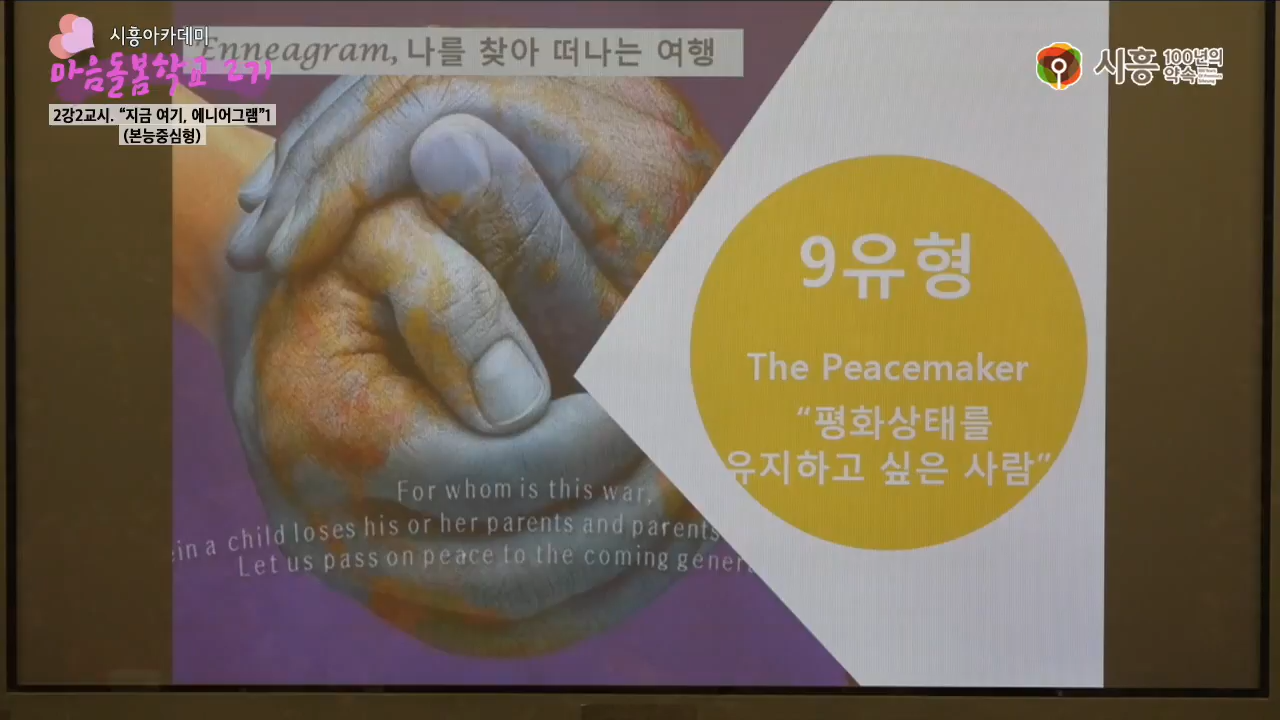 시흥아카데미
마음돌봄학교 2기
2강2교시. “지금 여기, 에니어그램”1
(본능중심형)
Enneagram, 나를 찾아 떠나는 여행
시흥 100년의
약속
9유형
The Peacemaker
“평화상태를
유지하고 싶은 사람”
For whom is this war,
in a child loses his or her parents and parents
Let us pass on peace to the coming gener